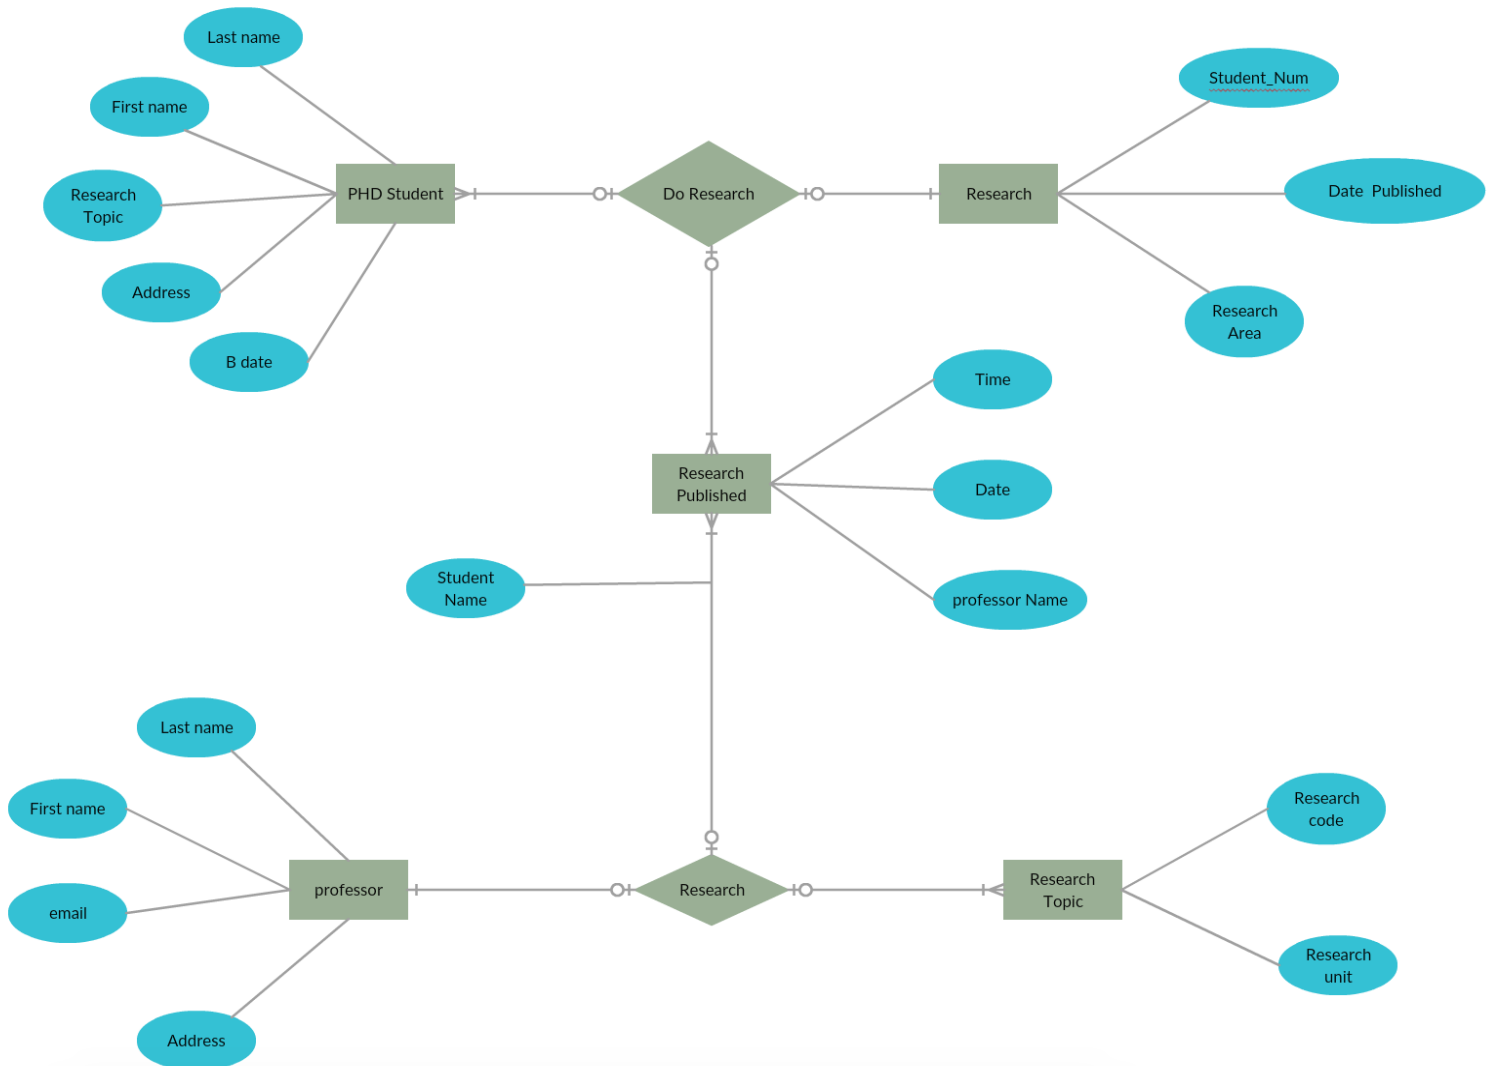 Last name
First name
Student_Num
Research
Topic
PHD Student
Do Research
Research
Date  Published
Address
Research
Area
B date
Time
Research
Published
Date
Student
Name
professor Name
Last name
First name
Research
code
professor
Research
Research
Topic
email
Research
unit
Address